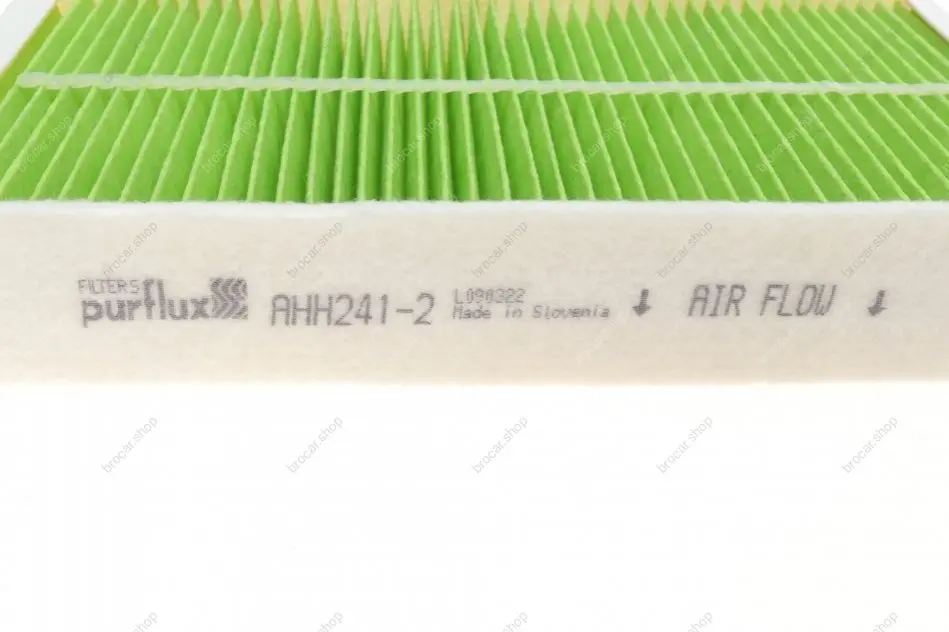 FILTERS
purflux
AHH241-2
L090322
Made in Slovenia
AIR FLOW
brocar.shop